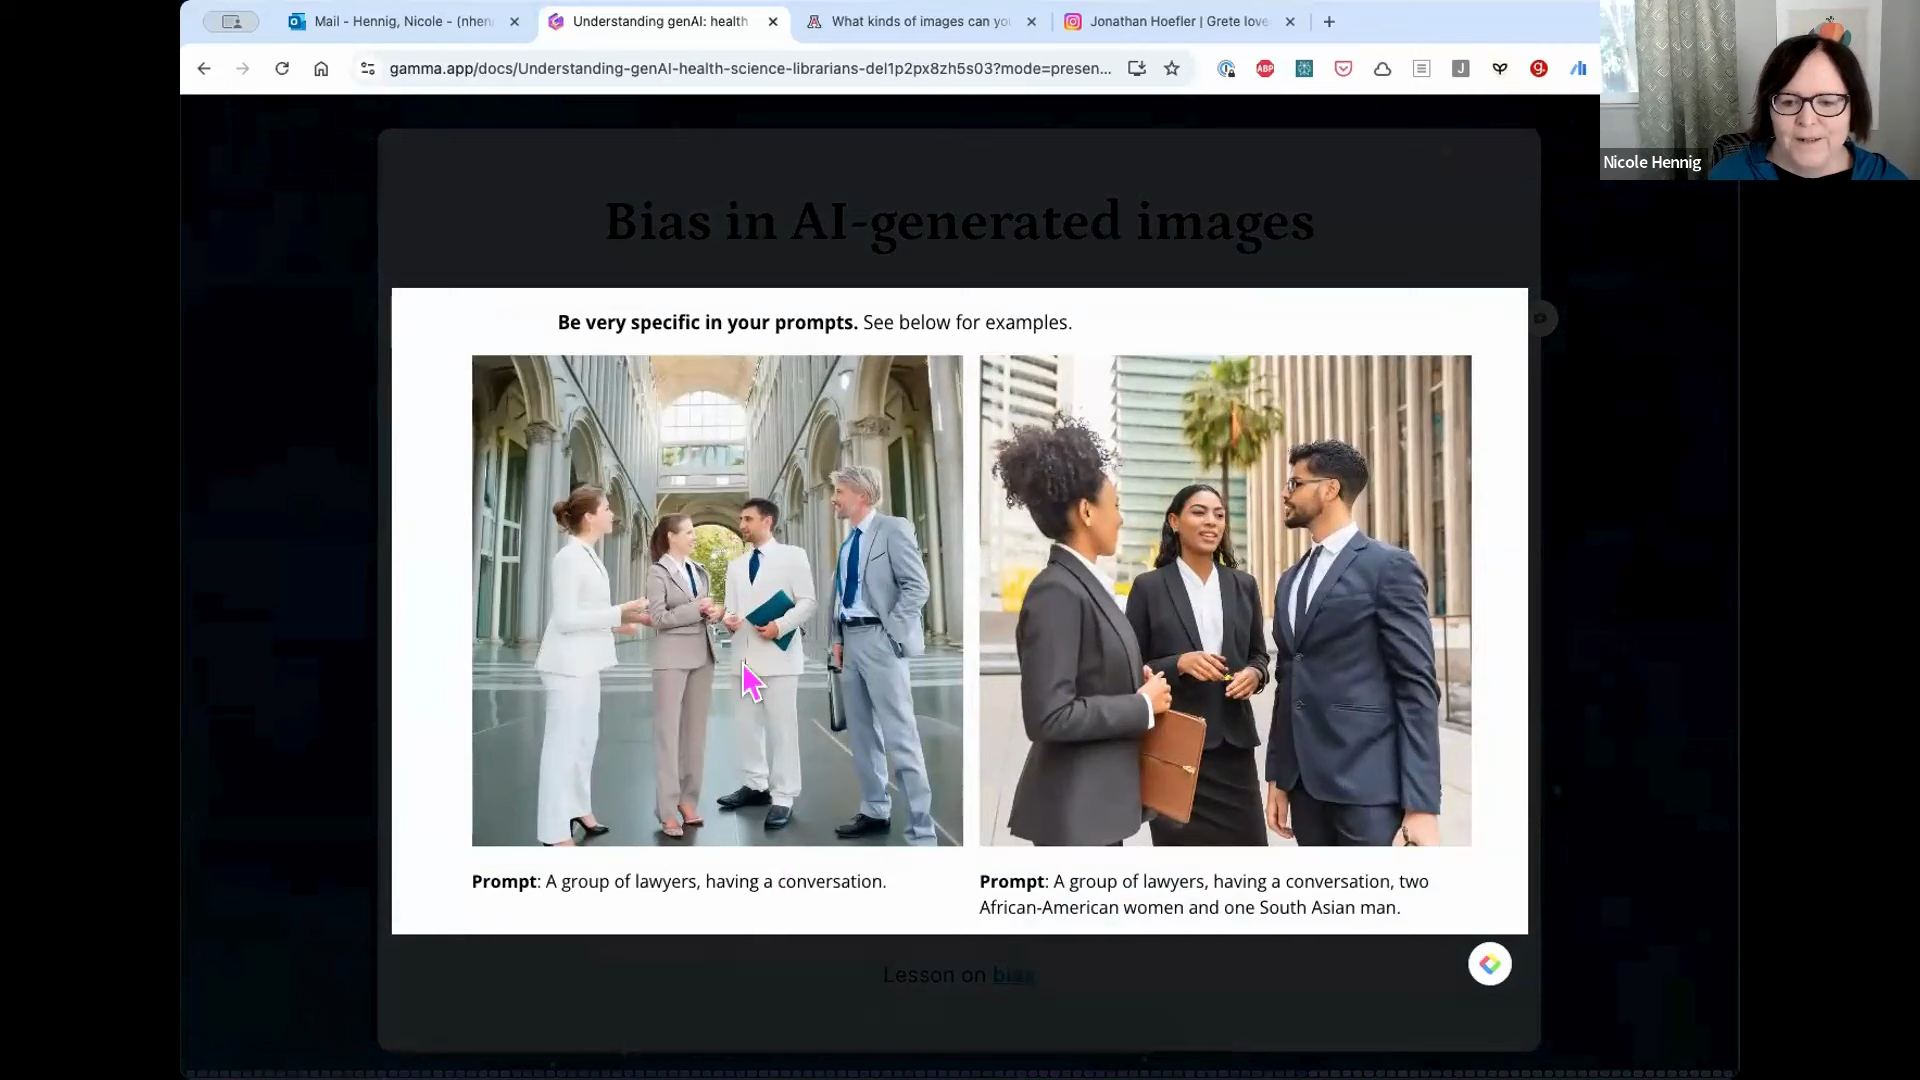 Mail - Hennig, Nicole - (nhen
Understanding genAI: health
What kinds of images can you
Jonathan Hoefler | Grete love
gamma.app/docs/Understanding-genAI-health-science-librarians-del1p2px8zh5s03?mode=presen...
ABP
J
g.
Nicole Hennig
Bias in AI-generated images
Be very specific in your prompts. See below for examples.
Prompt: A group of lawyers, having a conversation.
Prompt: A group of lawyers, having a conversation, two
African-American women and one South Asian man.
Lesson on bias